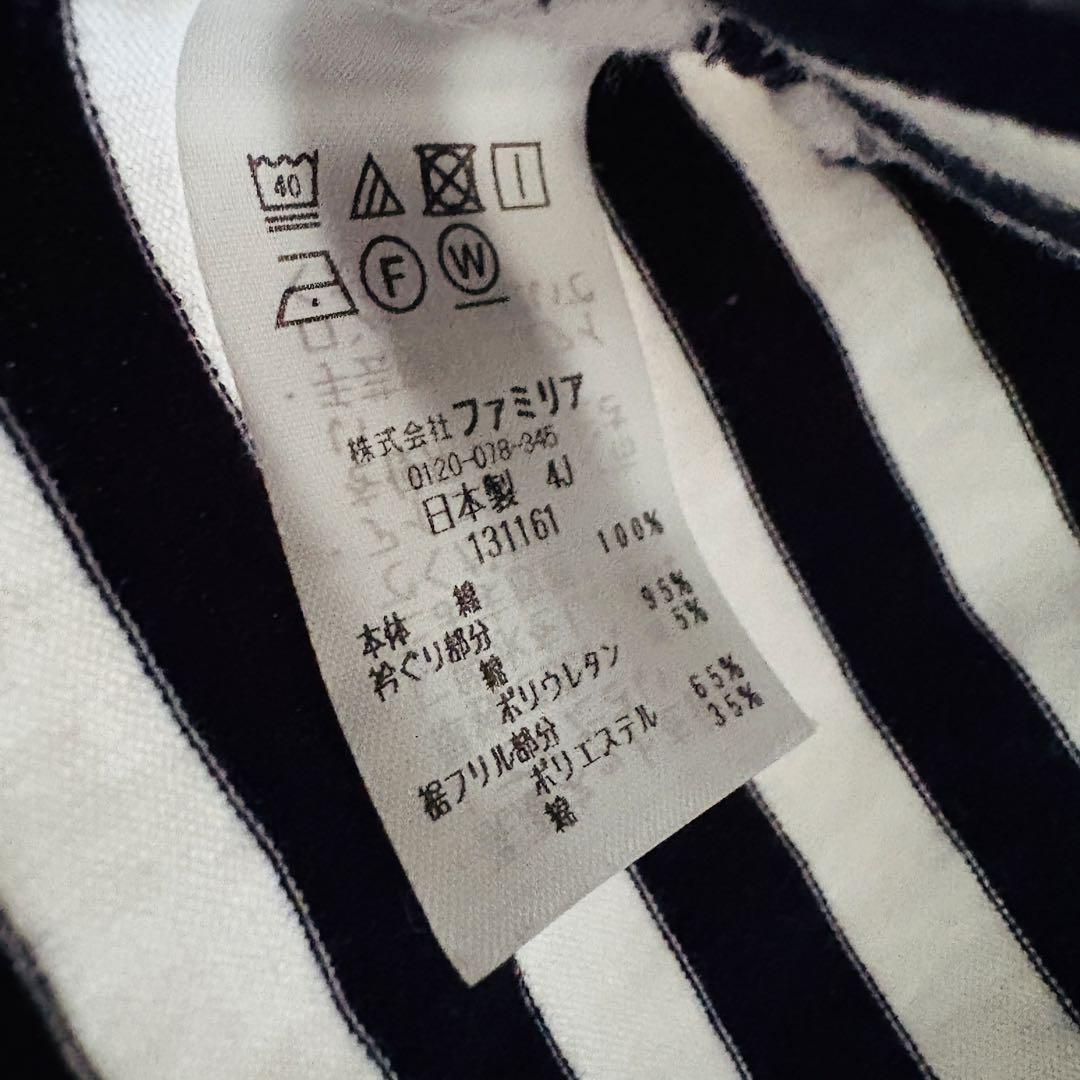 40
F W
株式会社ファミリア
0120-078-345
日本製 4J
131161
本体 綿 100%
衿ぐり部分
綿 95%
ポリウレタン 5%
裾フリル部分
ポリエステル 65%
綿 35%